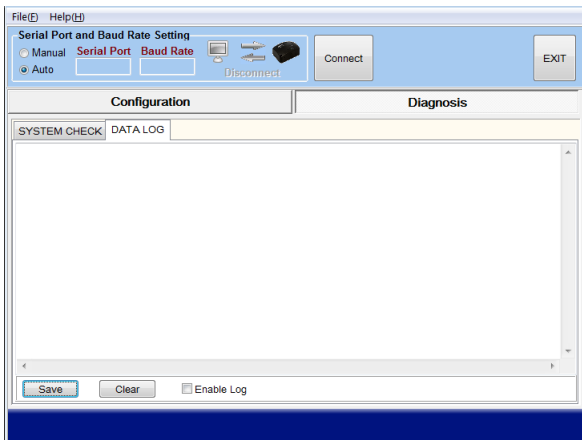 File(F) Help(H)
Serial Port and Baud Rate Setting
Manual Serial Port Baud Rate
Auto
Disconnect
Connect
EXIT
Configuration Diagnosis
SYSTEM CHECK DATA LOG
Save Clear Enable Log